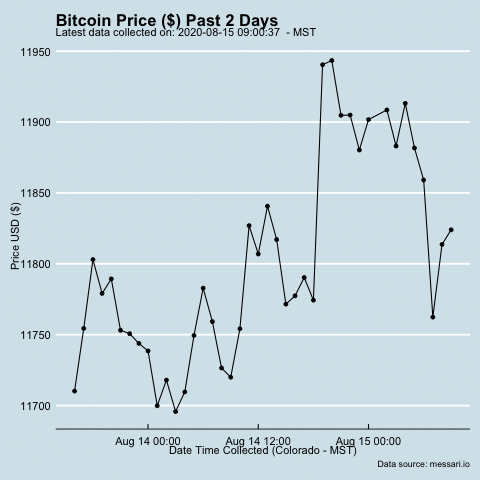 Bitcoin Price ($) Past 2 Days
Latest data collected on: 2020-08-15 09:00:37  - MST
11950
11900
11850
11800
11750
11700
Price USD ($)
Aug 14 00:00 Aug 14 12:00 Aug 15 00:00
Date Time Collected (Colorado - MST)
Data source: messari.io